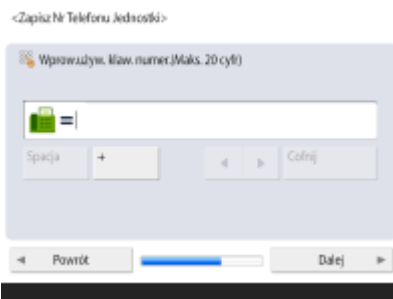 <Zapisz Nr Telefonu Jednostki>
Wprow.używ. klaw. numer.(Maks. 20 cyfr)
=
Spacja + Cofnij
Powrót Dalej